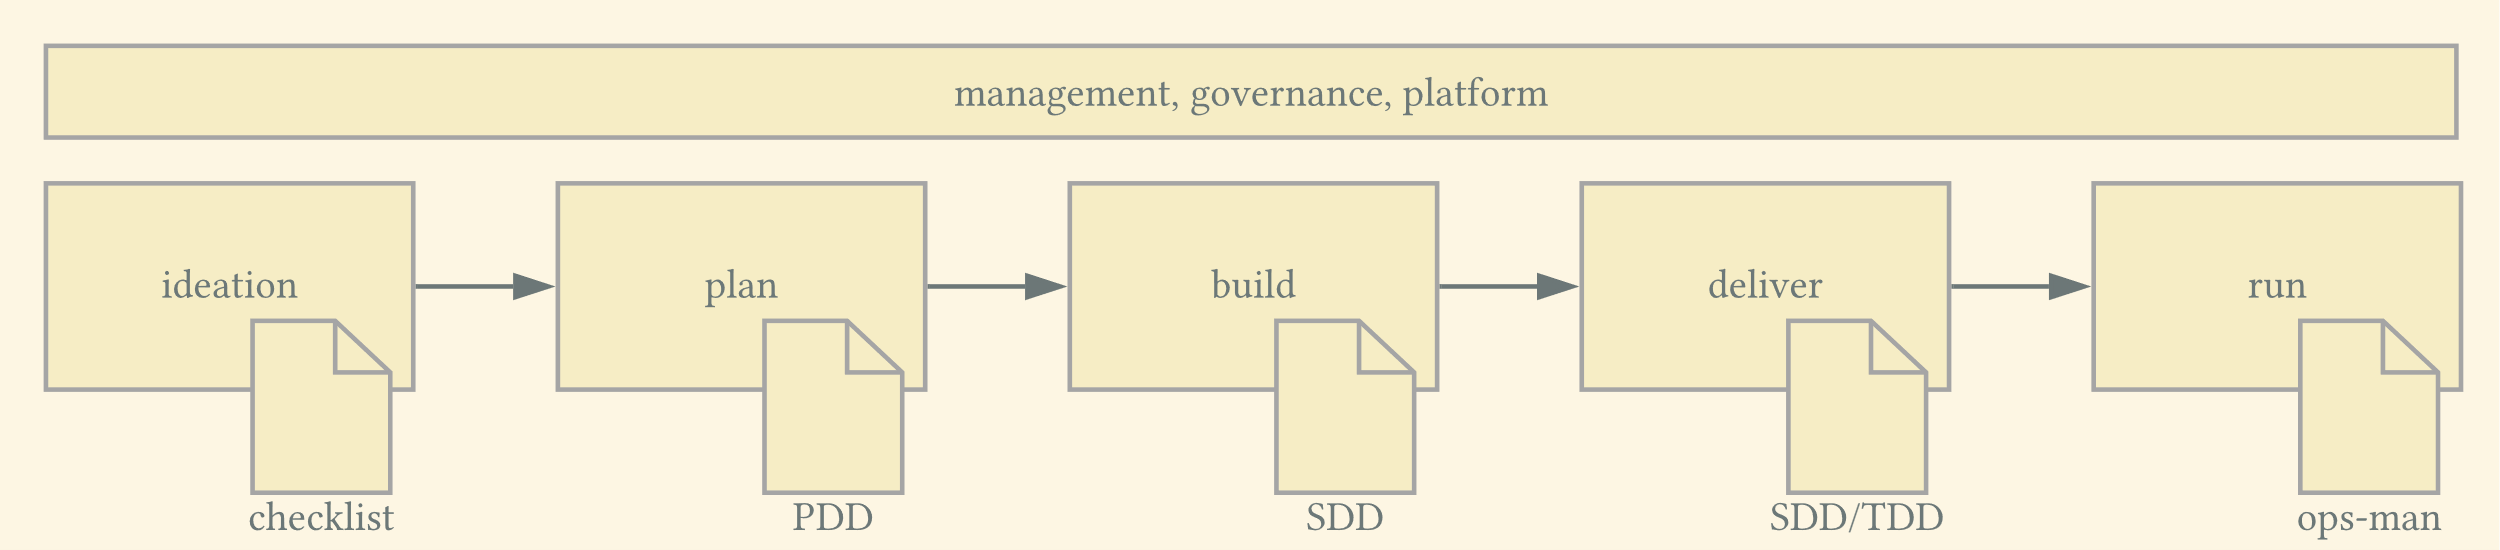 management, governance, platform
ideation
plan
build
deliver
run
checklist
PDD
SDD
SDD/TDD
ops-man